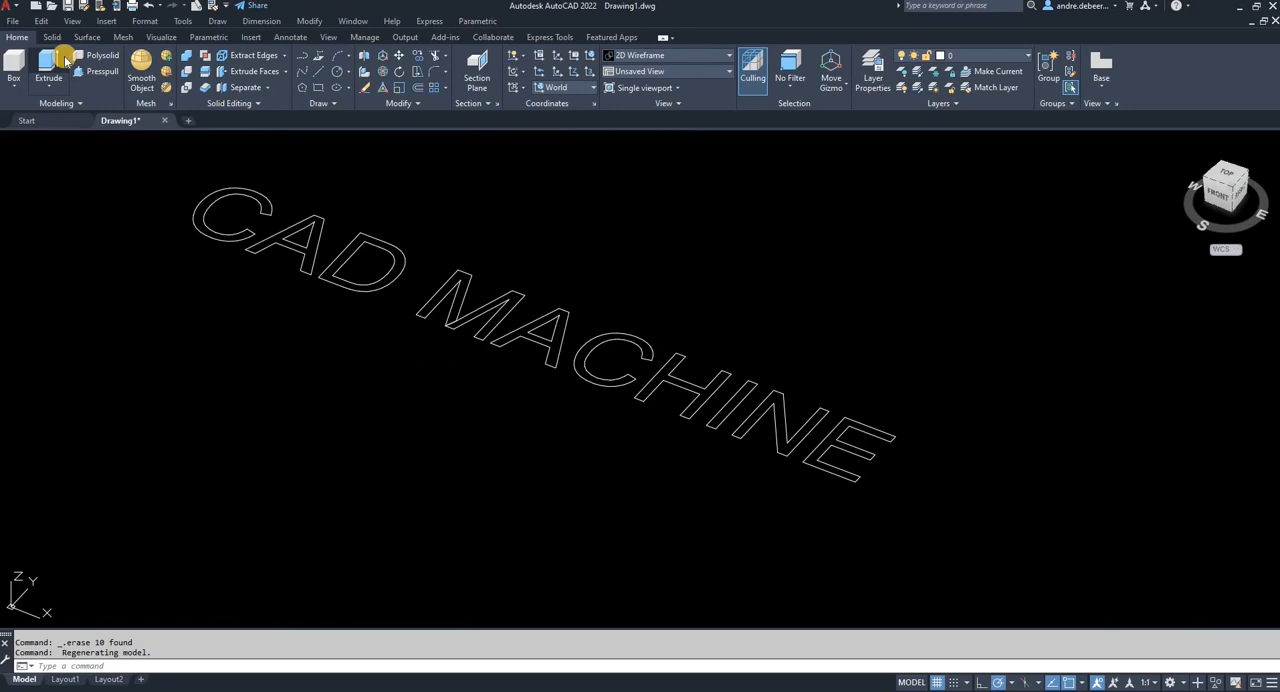 Share Autodesk AutoCAD 2022 Drawing1.dwg Type a keyword or phrase andre.debeer...
File Edit View Insert Format Tools Draw Dimension Modify Window Help Express Parametric
Home Solid Surface Mesh Visualize Parametric Insert Annotate View Manage Output Add-ins Collaborate Express Tools Featured Apps
Polysolid Extract Edges 2D Wireframe 0
Presspull Extrude Faces Unsaved View Make Current
Box Extrude Smooth Object Separate Section Plane World Single viewport Culling No Filter Move Gizmo Layer Properties Match Layer Group Base
Modeling Mesh Solid Editing Draw Modify Section Coordinates View Selection Layers Groups View
Start Drawing1*
TOP
FRONT
W
S
E
WCS
CAD MACHINE
Z
Y
X
Command: _.erase 10 found
Command: Regenerating model.
Type a command
Model Layout1 Layout2 MODEL 1:1